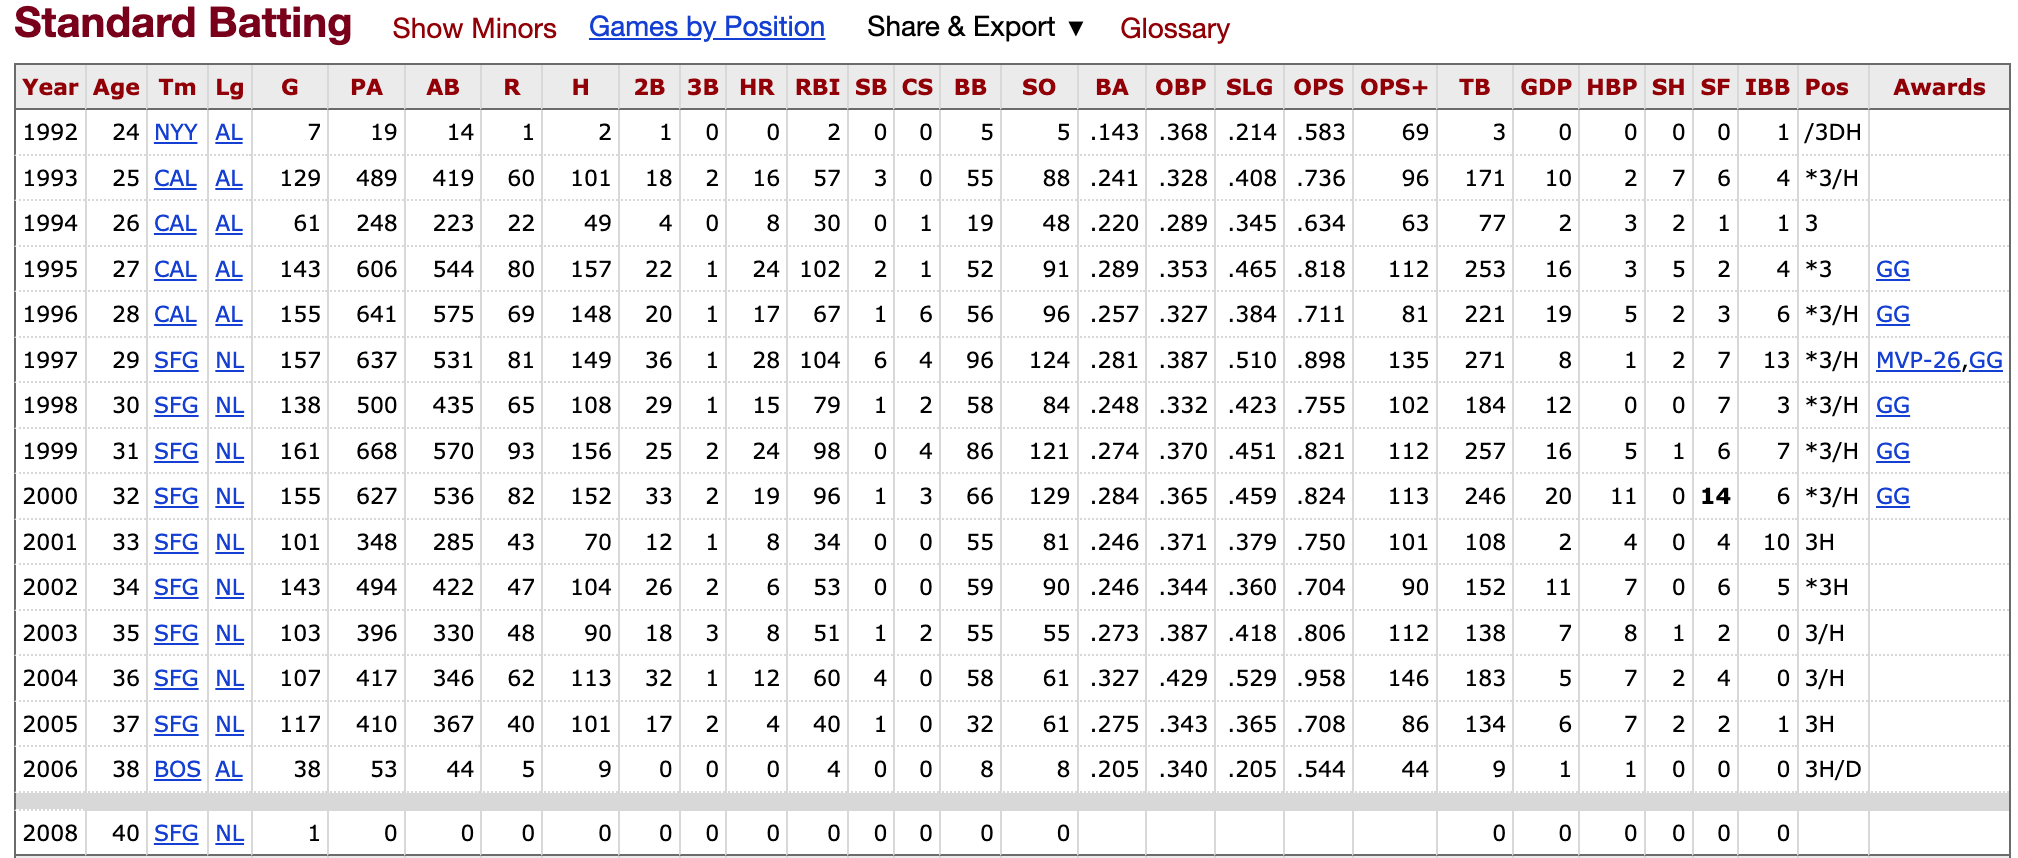 Standard Batting Show Minors Games by Position Share & Export ▼ Glossary
Year Age Tm Lg G PA AB R H 2B 3B HR RBI SB CS BB SO BA OBP SLG OPS OPS+ TB GDP HBP SH SF IBB Pos Awards
1992 24 NYY AL 7 19 14 1 2 1 0 0 2 0 0 5 5 .143 .368 .214 .583 69 3 0 0 0 0 1 /3DH
1993 25 CAL AL 129 489 419 60 101 18 2 16 57 3 0 55 88 .241 .328 .408 .736 96 171 10 2 7 6 4 *3/H
1994 26 CAL AL 61 248 223 22 49 4 0 8 30 0 1 19 48 .220 .289 .345 .634 63 77 2 3 2 1 1 3
1995 27 CAL AL 143 606 544 80 157 22 1 24 102 2 1 52 91 .289 .353 .465 .818 112 253 16 3 5 2 4 *3 GG
1996 28 CAL AL 155 641 575 69 148 20 1 17 67 1 6 56 96 .257 .327 .384 .711 81 221 19 5 2 3 6 *3/H GG
1997 29 SFG NL 157 637 531 81 149 36 1 28 104 6 4 96 124 .281 .387 .510 .898 135 271 8 1 2 7 13 *3/H MVP-26,GG
1998 30 SFG NL 138 500 435 65 108 29 1 15 79 1 2 58 84 .248 .332 .423 .755 102 184 12 0 0 7 3 *3/H GG
1999 31 SFG NL 161 668 570 93 156 25 2 24 98 0 4 86 121 .274 .370 .451 .821 112 257 16 5 1 6 7 *3/H GG
2000 32 SFG NL 155 627 536 82 152 33 2 19 96 1 3 66 129 .284 .365 .459 .824 113 246 20 11 0 14 6 *3/H GG
2001 33 SFG NL 101 348 285 43 70 12 1 8 34 0 0 55 81 .246 .371 .379 .750 101 108 2 4 0 4 10 3H
2002 34 SFG NL 143 494 422 47 104 26 2 6 53 0 0 59 90 .246 .344 .360 .704 90 152 11 7 0 6 5 *3H
2003 35 SFG NL 103 396 330 48 90 18 3 8 51 1 2 55 55 .273 .387 .418 .806 112 138 7 8 1 2 0 3/H
2004 36 SFG NL 107 417 346 62 113 32 1 12 60 4 0 58 61 .327 .429 .529 .958 146 183 5 7 2 4 0 3/H
2005 37 SFG NL 117 410 367 40 101 17 2 4 40 1 0 32 61 .275 .343 .365 .708 86 134 6 7 2 2 1 3H
2006 38 BOS AL 38 53 44 5 9 0 0 0 4 0 0 8 8 .205 .340 .205 .544 44 9 1 1 0 0 0 3H/D
2008 40 SFG NL 1 0 0 0 0 0 0 0 0 0 0 0 0 0 0 0 0 0 0